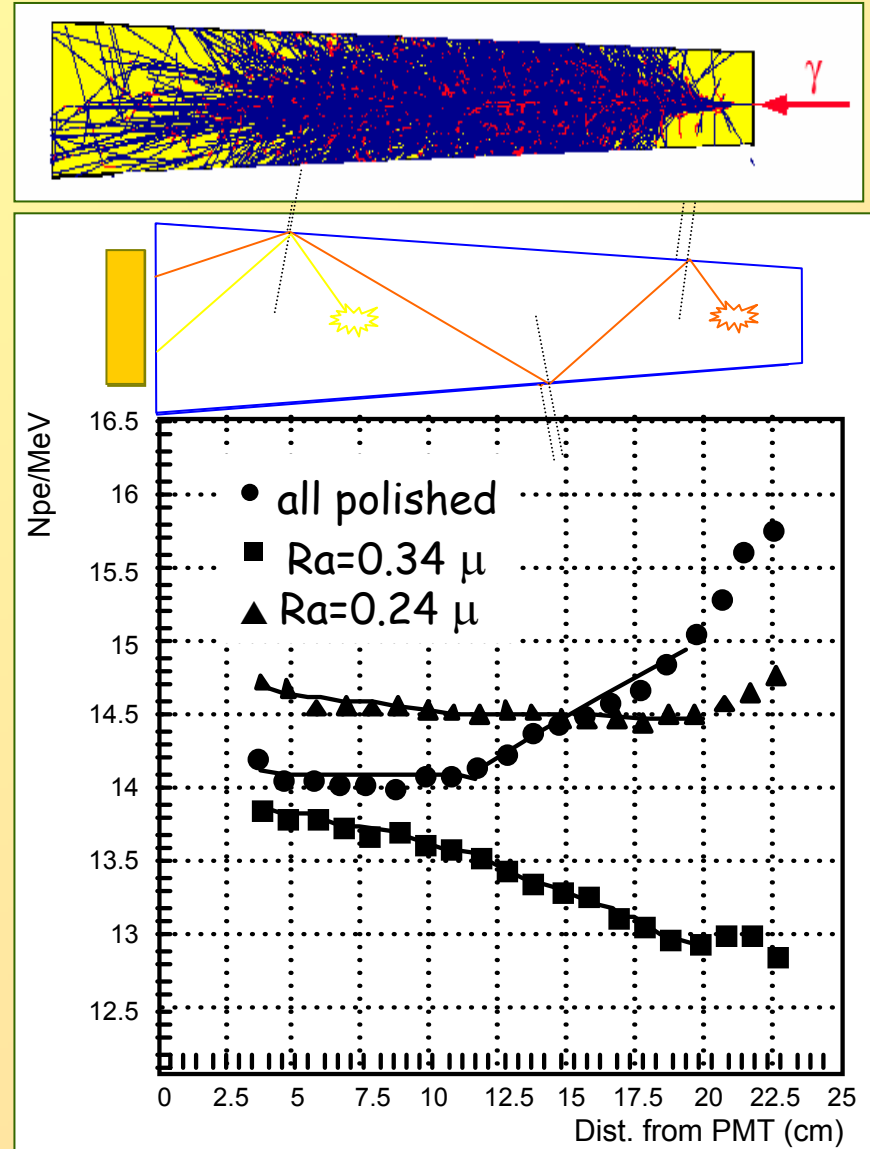 γ
Npe/MeV
16.5
16
15.5
15
14.5
14
13.5
13
12.5
● all polished
■ Ra=0.34 μ
▲ Ra=0.24 μ
0 2.5 5 7.5 10 12.5 15 17.5 20 22.5 25
Dist. from PMT (cm)